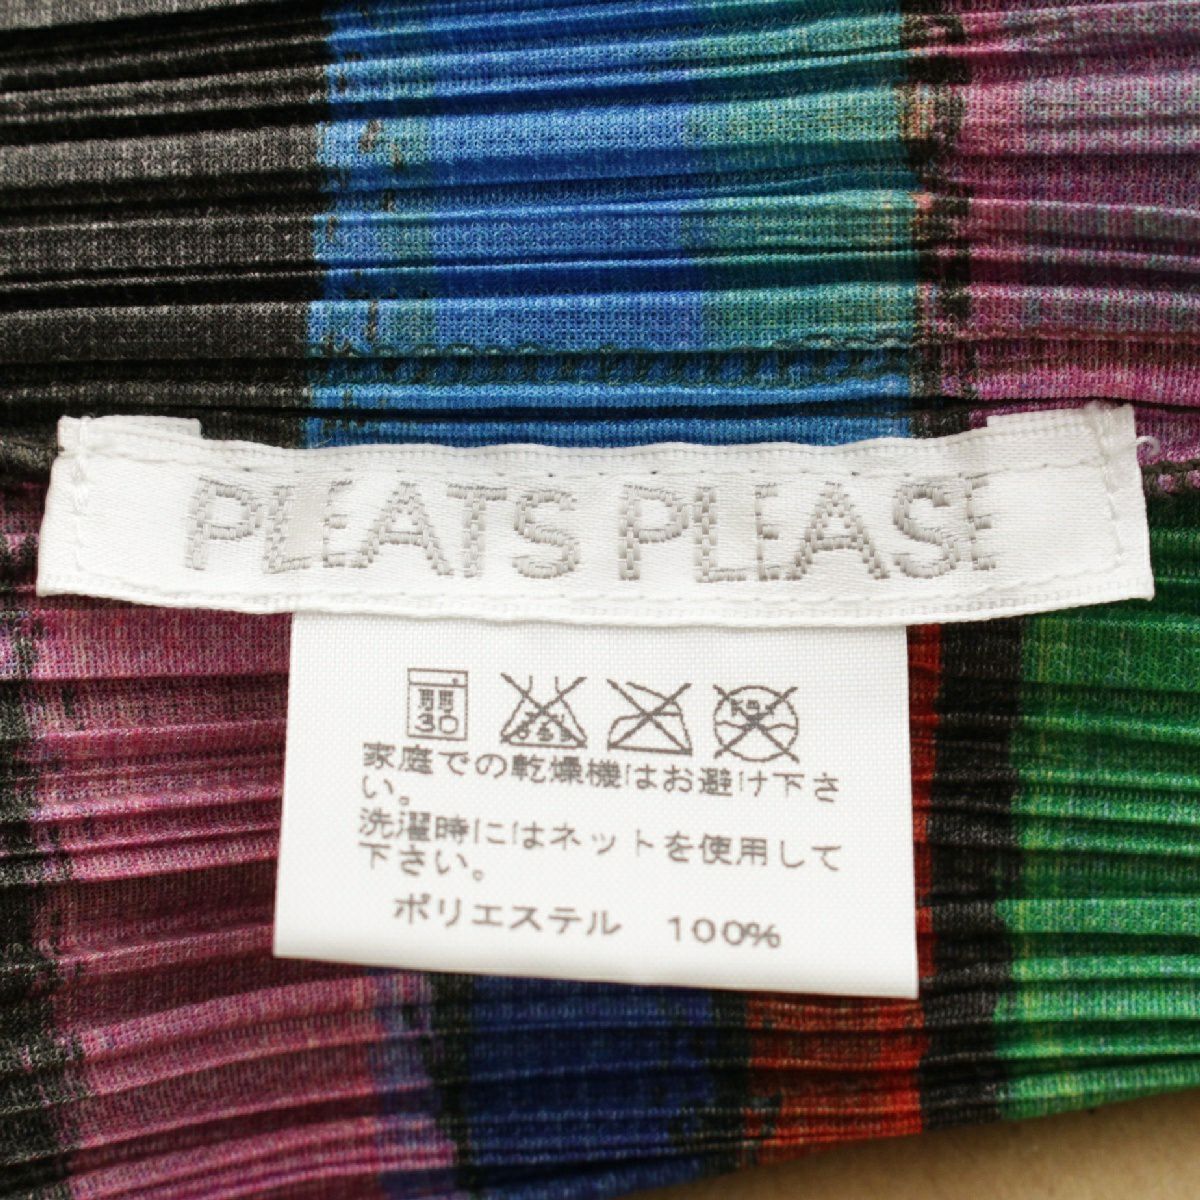 PLEATS PLEASE
30
家庭での乾燥機はお避け下さ
い。
洗濯時にはネットを使用して
下さい。
ポリエステル 100%